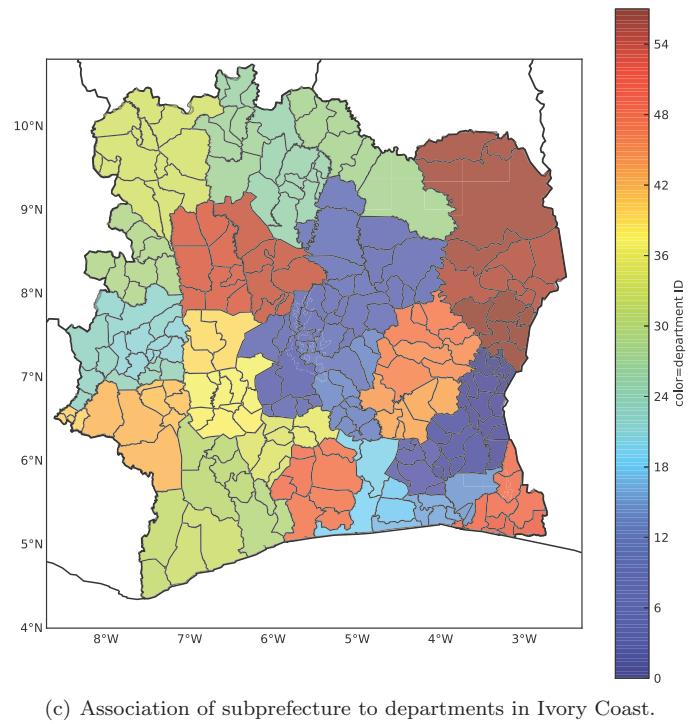 54
48
42
36
30
24
18
12
6
0
color=department ID
10°N
9°N
8°N
7°N
6°N
5°N
4°N
8°W 7°W 6°W 5°W 4°W 3°W
(c) Association of subprefecture to departments in Ivory Coast.